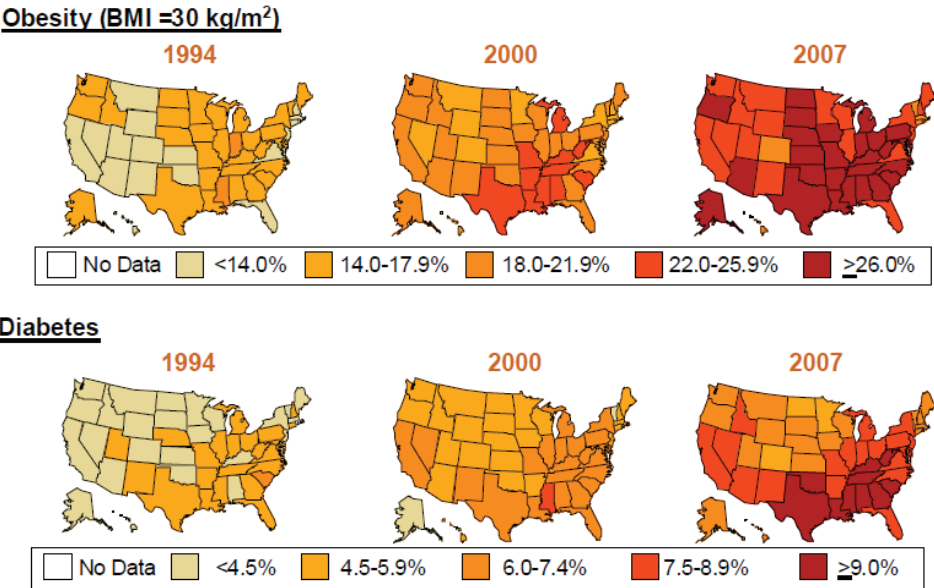 Obesity (BMI =30 kg/m²)
1994 2000 2007
No Data <14.0% 14.0-17.9% 18.0-21.9% 22.0-25.9% ≥26.0%
Diabetes
1994 2000 2007
No Data <4.5% 4.5-5.9% 6.0-7.4% 7.5-8.9% ≥9.0%